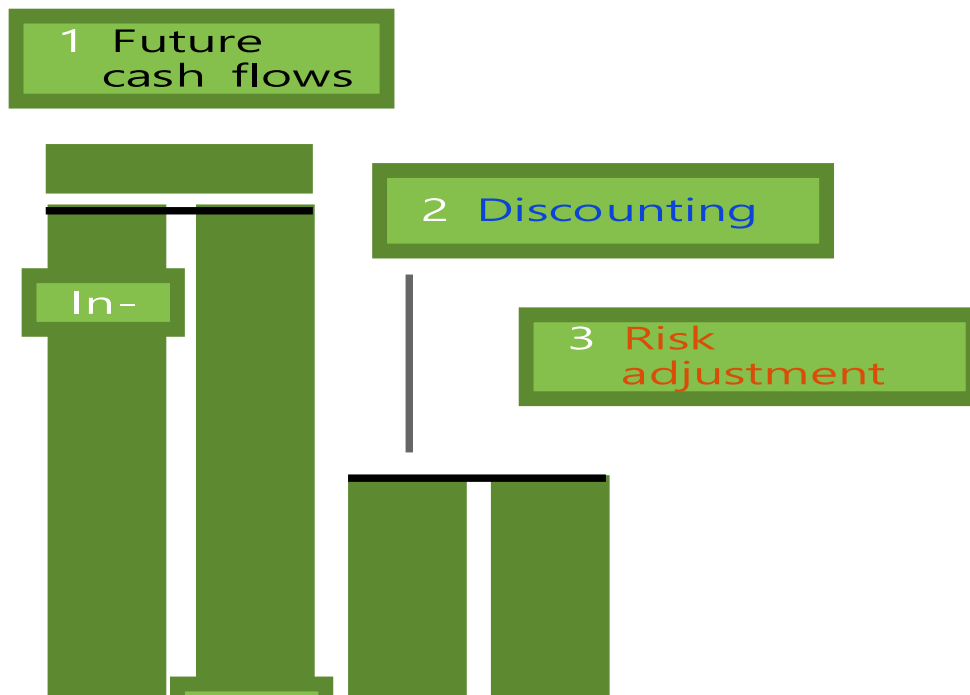 1 Future
cash flows
2 Discounting
In-
3 Risk
adjustment